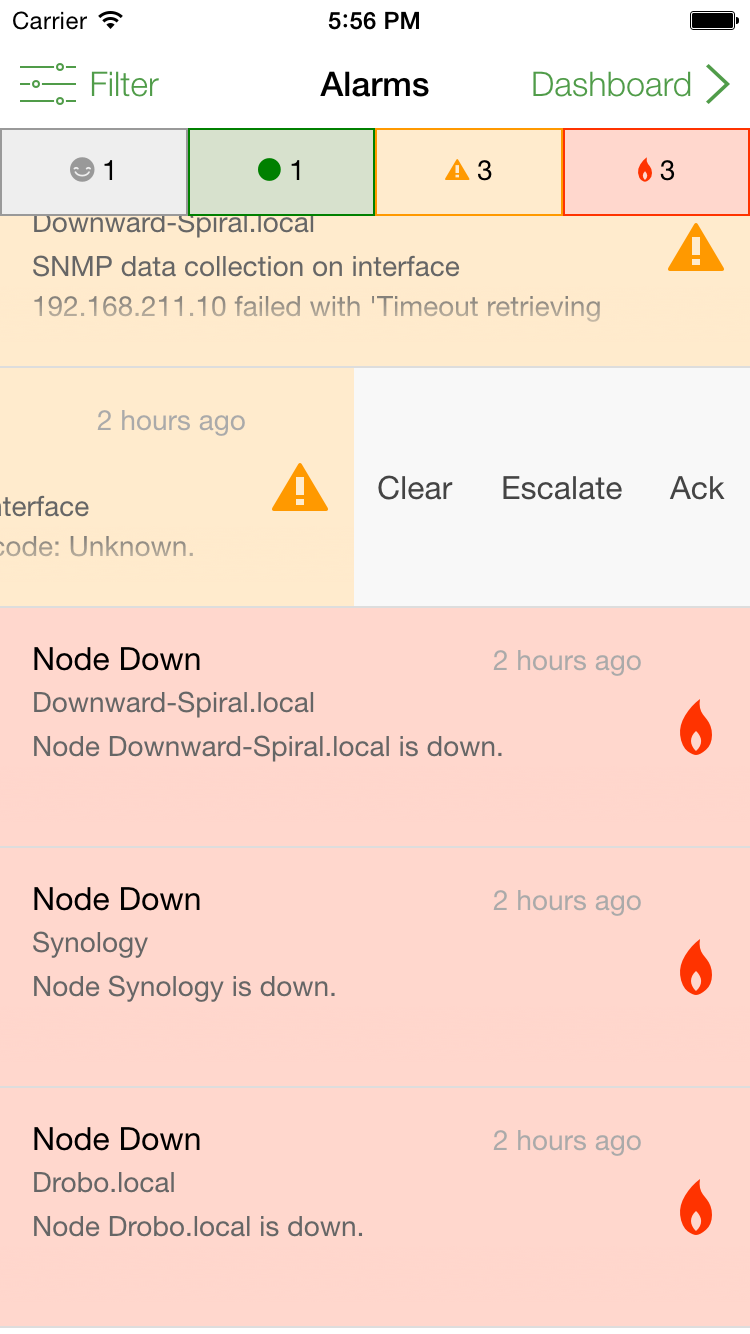 Carrier 5:56 PM
Filter Alarms Dashboard
1 1 3 3
Downward-Spiral.local
SNMP data collection on interface
192.168.211.10 failed with 'Timeout retrieving
2 hours ago
Clear Escalate Ack
terface
code: Unknown.
Node Down 2 hours ago
Downward-Spiral.local
Node Downward-Spiral.local is down.
Node Down 2 hours ago
Synology
Node Synology is down.
Node Down 2 hours ago
Drobo.local
Node Drobo.local is down.